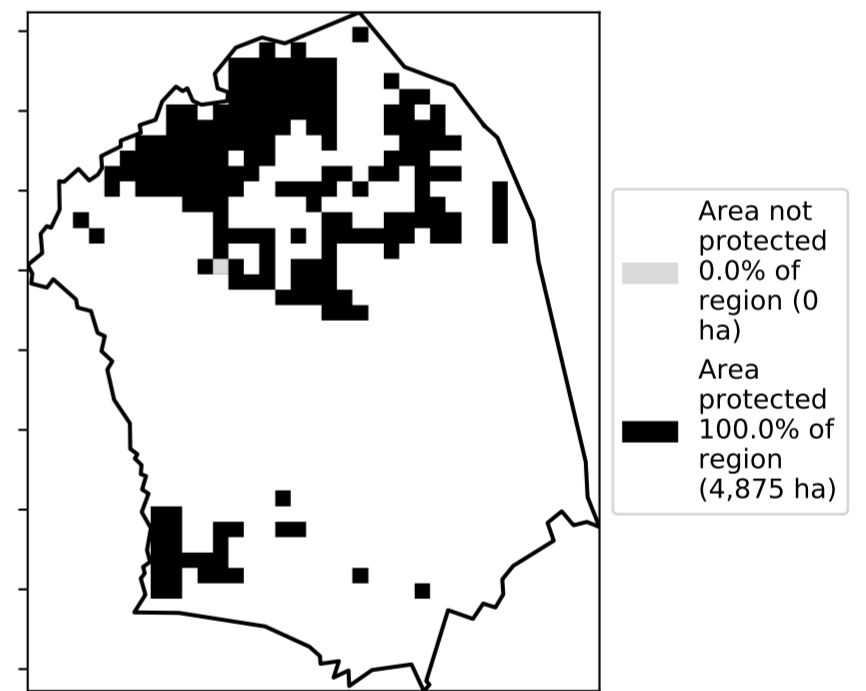 Area not
protected
0.0% of
region (0
ha)
Area
protected
100.0% of
region
(4,875 ha)